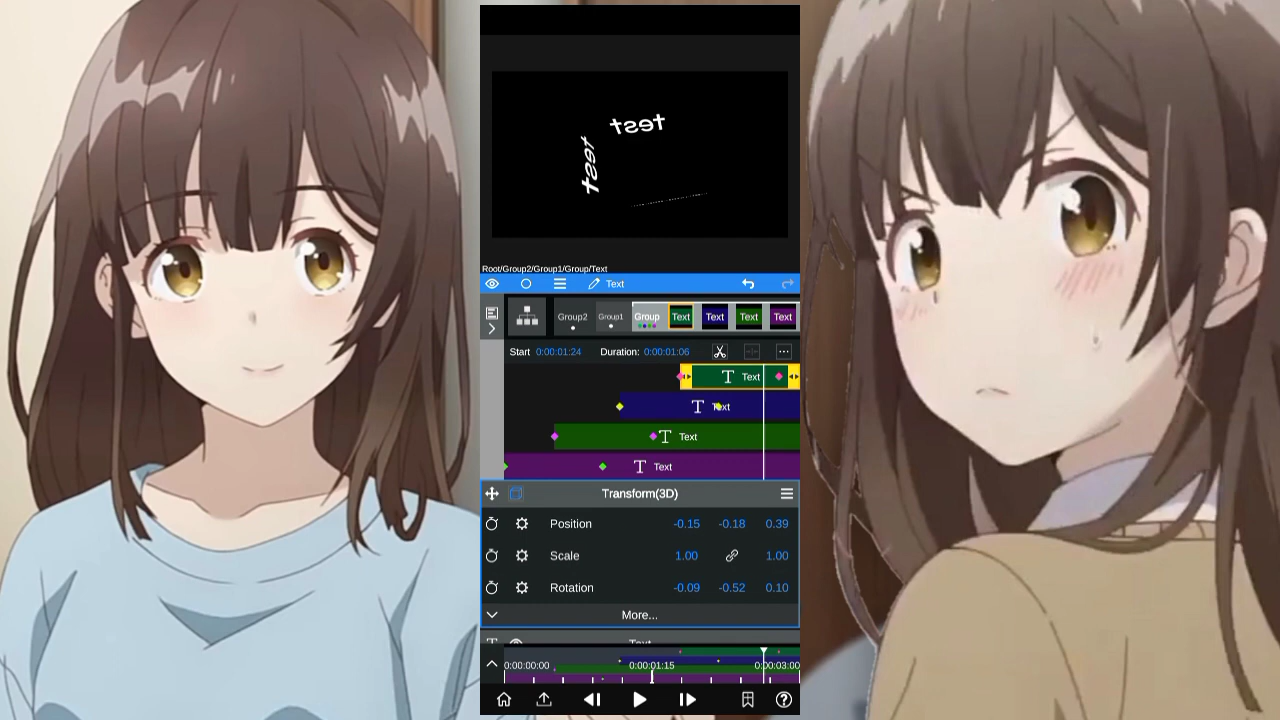 test
test
Root/Group2/Group1/Group/Text
Text
Group2 Group1 Group Text Text Text Text
Start 0:00:01:24 Duration: 0:00:01:06
Text
Text
Text
Text
Transform(3D)
Position -0.15 -0.18 0.39
Scale 1.00 1.00
Rotation -0.09 -0.52 0.10
More...
Text
0:00:00:00 0:00:01:15 0:00:03:00